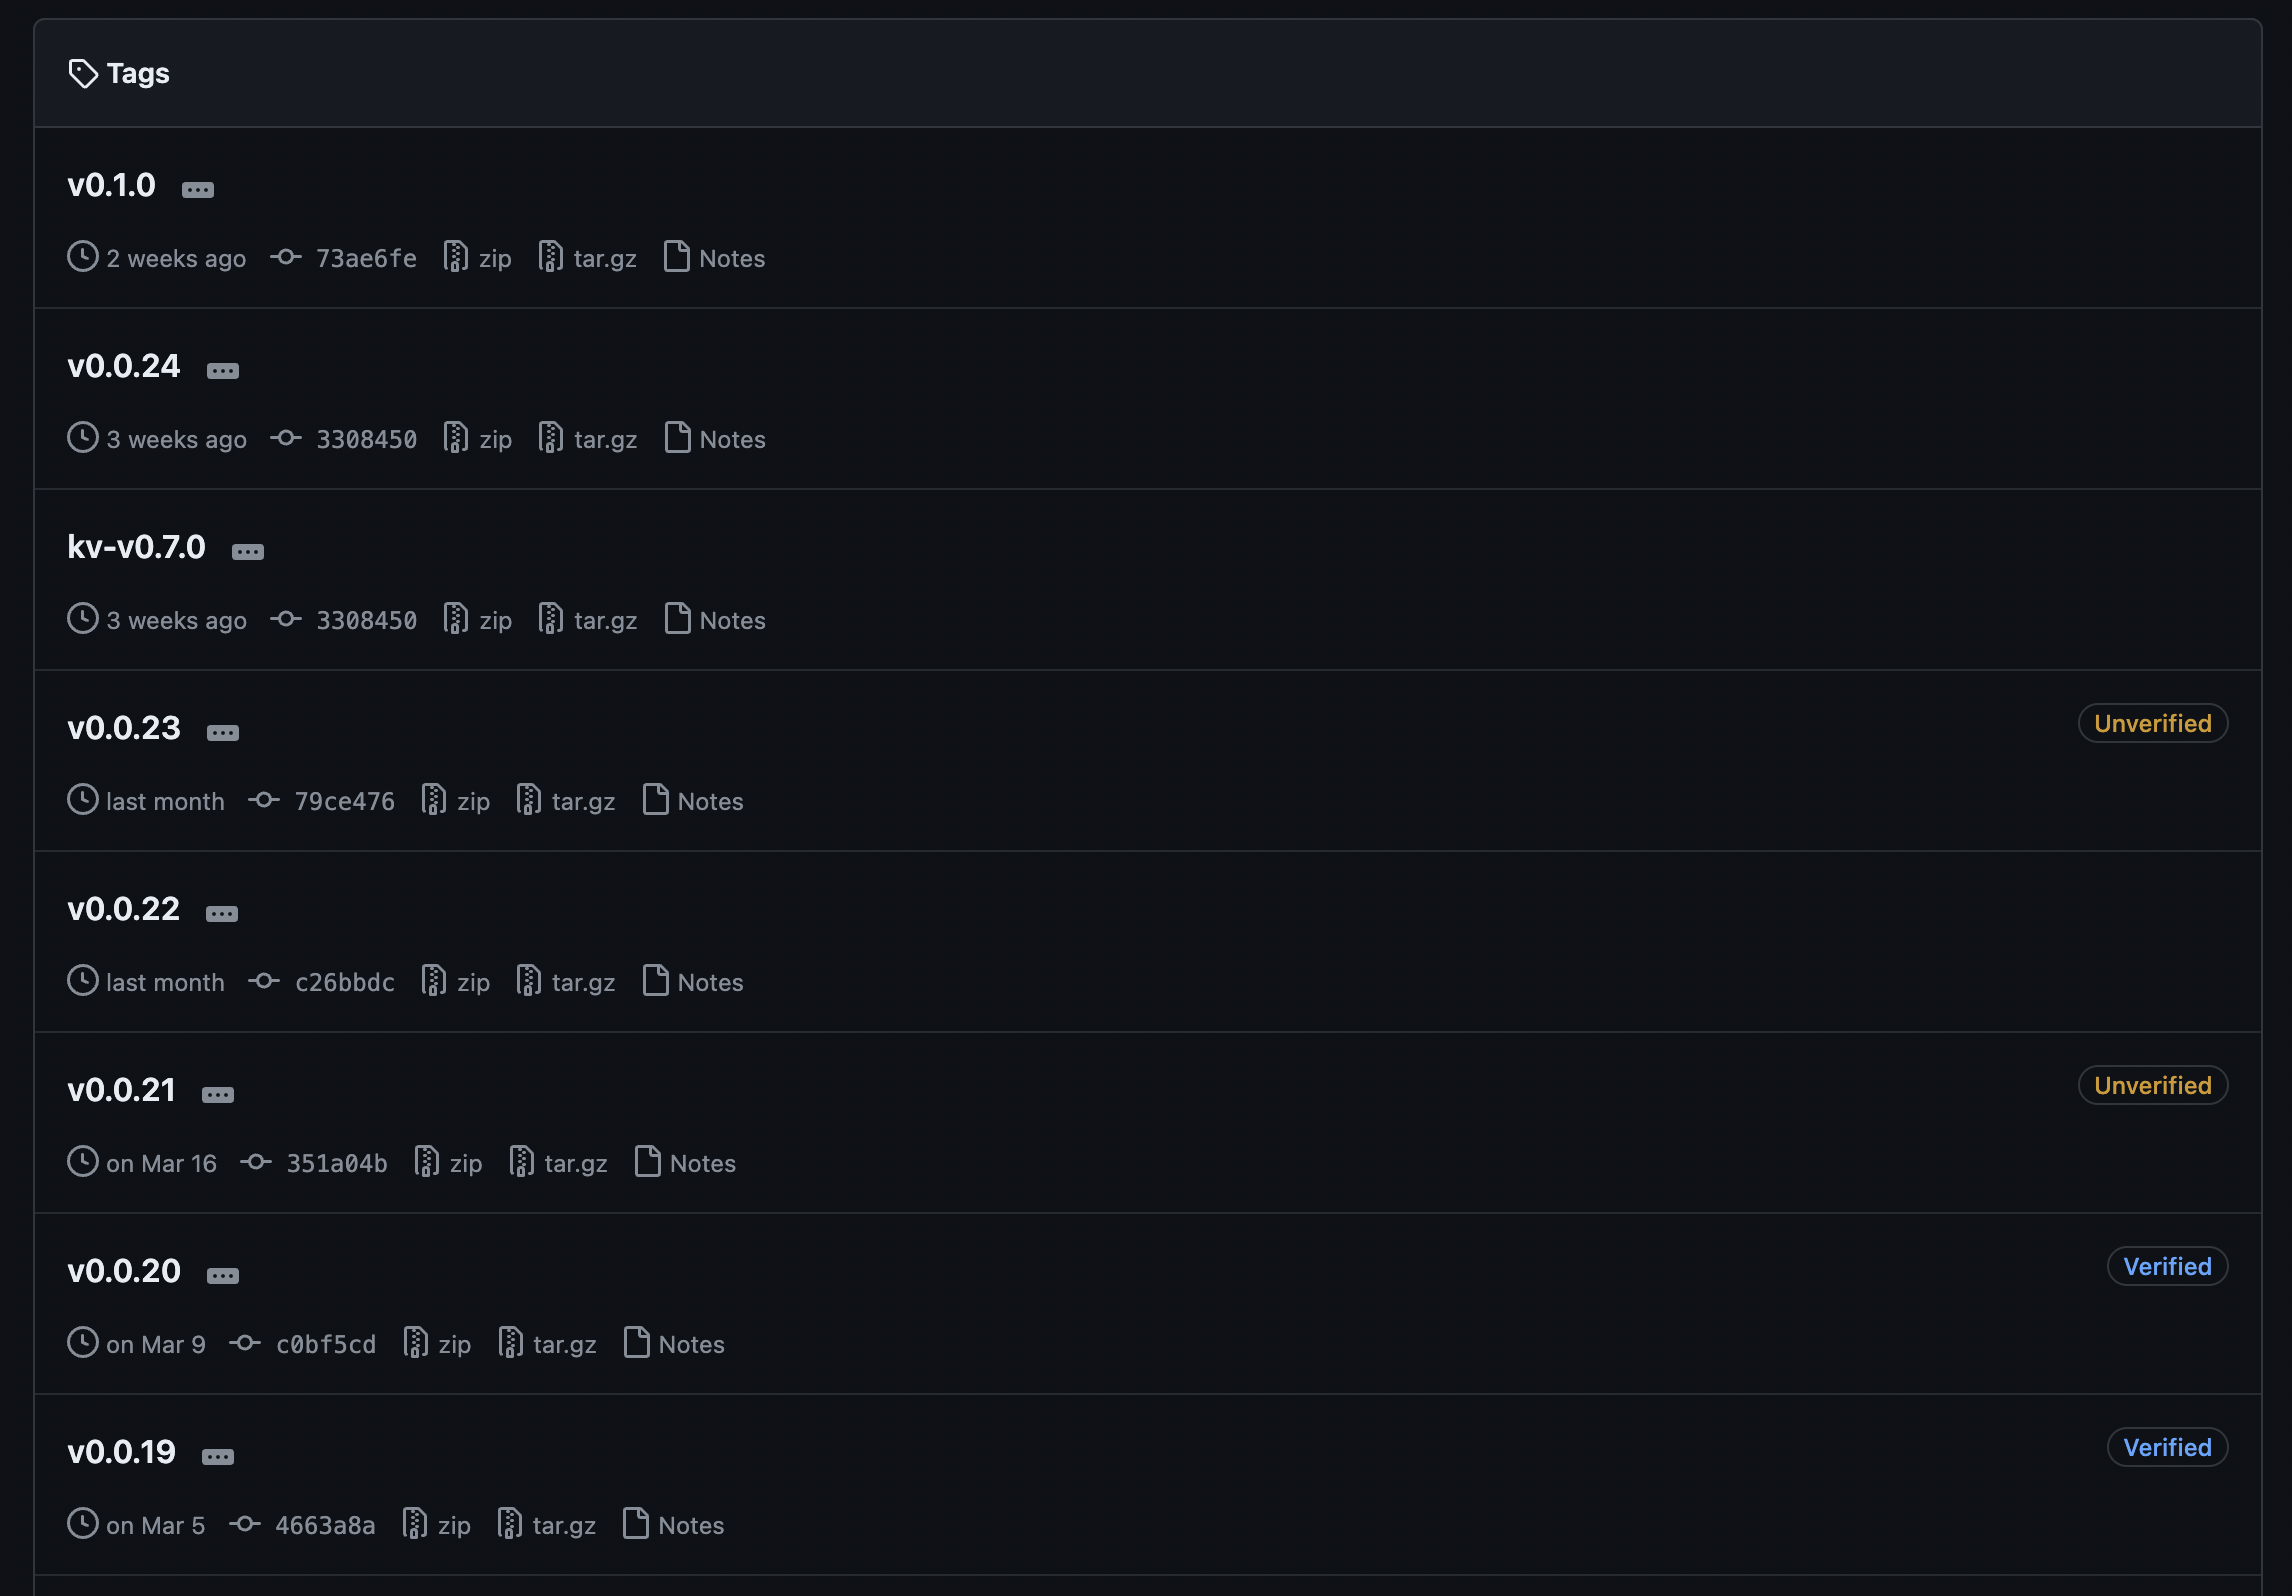 Tags
v0.1.0
2 weeks ago 73ae6fe zip tar.gz Notes
v0.0.24
3 weeks ago 3308450 zip tar.gz Notes
kv-v0.7.0
3 weeks ago 3308450 zip tar.gz Notes
v0.0.23 Unverified
last month 79ce476 zip tar.gz Notes
v0.0.22
last month c26bbdc zip tar.gz Notes
v0.0.21 Unverified
on Mar 16 351a04b zip tar.gz Notes
v0.0.20 Verified
on Mar 9 c0bf5cd zip tar.gz Notes
v0.0.19 Verified
on Mar 5 4663a8a zip tar.gz Notes